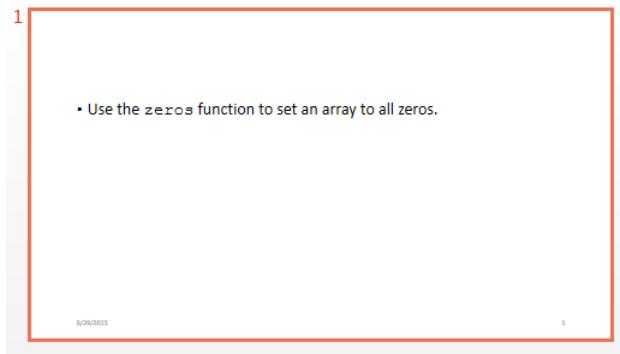 1
• Use the zeros function to set an array to all zeros.
6/29/2015 1